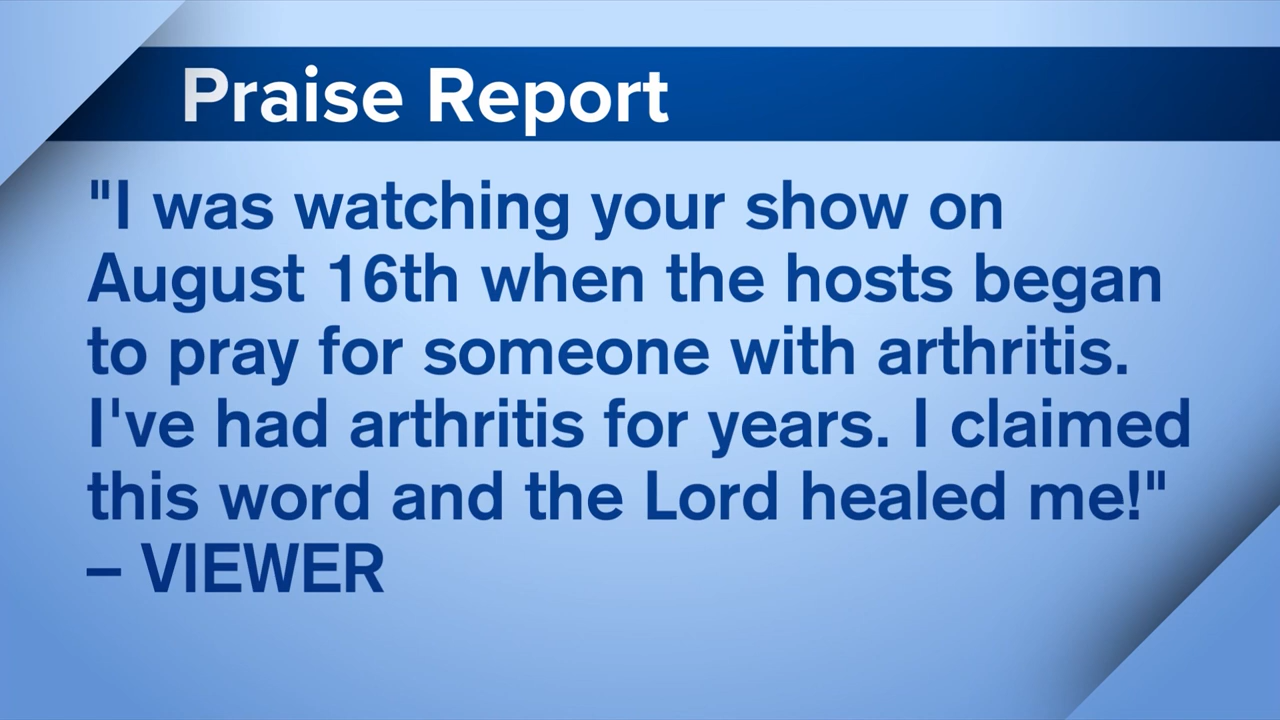 Praise Report
"I was watching your show on
August 16th when the hosts began
to pray for someone with arthritis.
I've had arthritis for years. I claimed
this word and the Lord healed me!"
– VIEWER